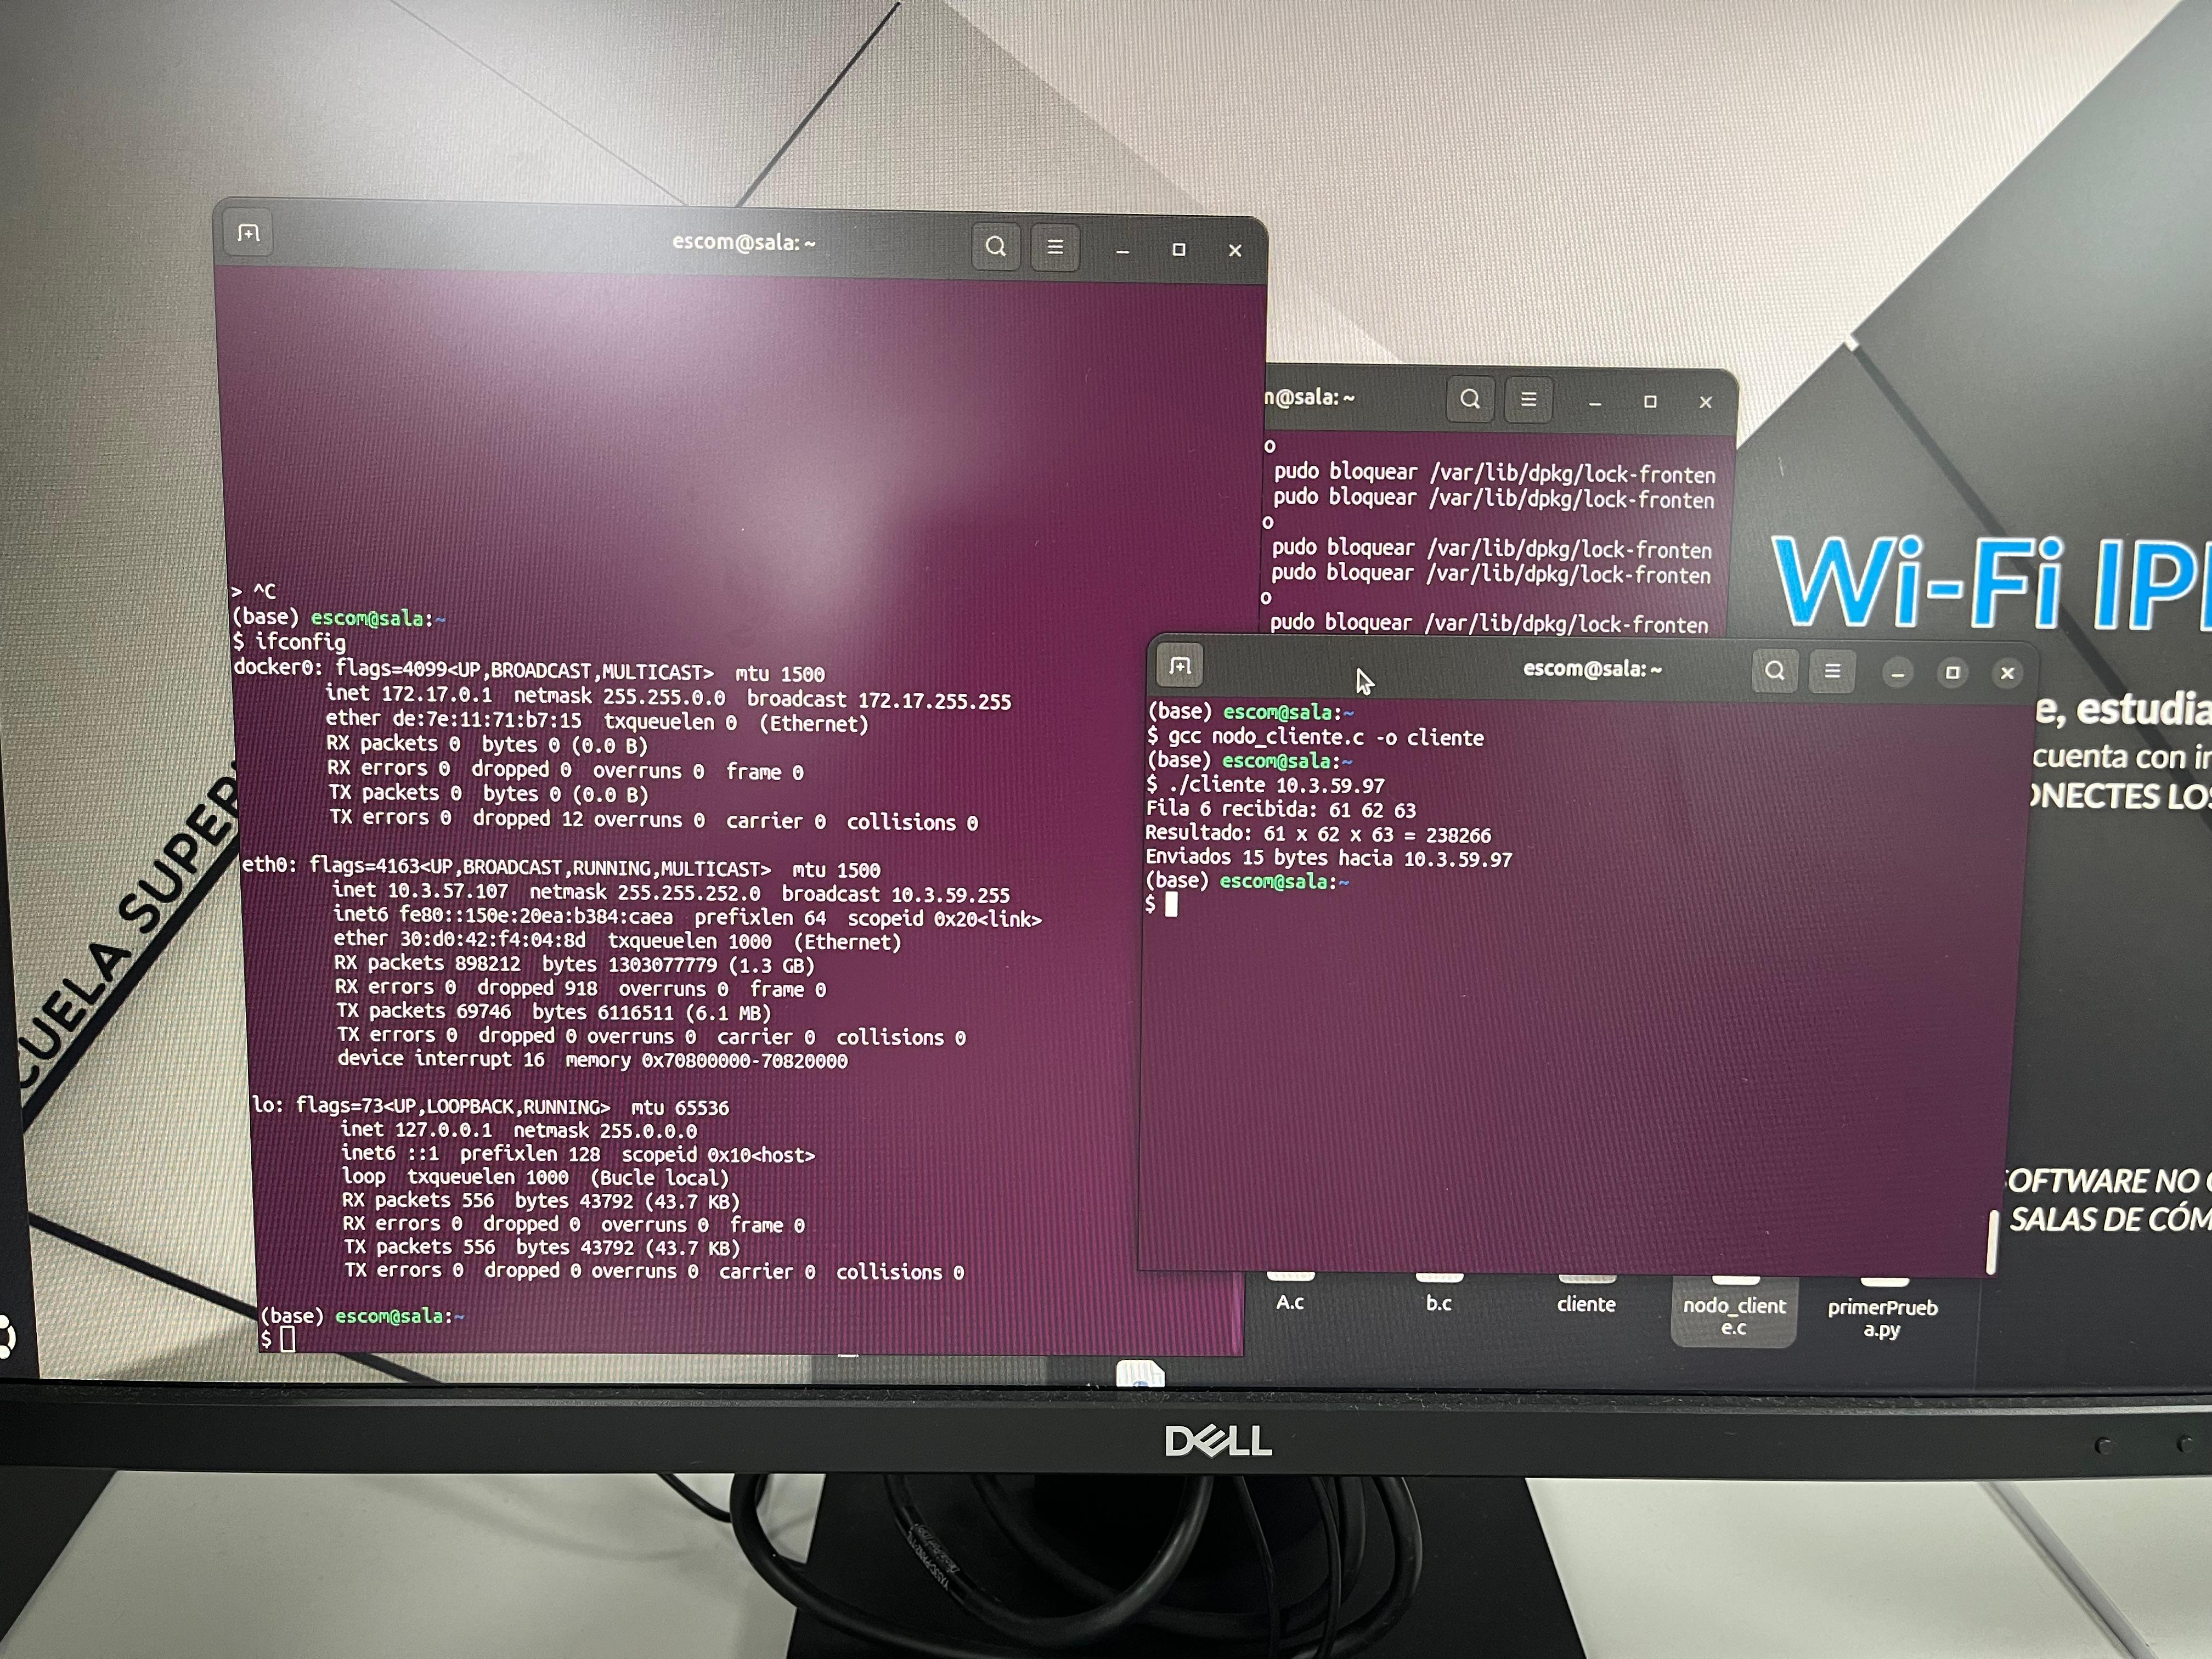 escom@sala: ~
> ^C
(base) escom@sala:~
$ ifconfig
docker0: flags=4099<UP,BROADCAST,MULTICAST>  mtu 1500
inet 172.17.0.1  netmask 255.255.0.0  broadcast 172.17.255.255
ether de:7e:11:71:b7:15  txqueuelen 0  (Ethernet)
RX packets 0  bytes 0 (0.0 B)
RX errors 0  dropped 0  overruns 0  frame 0
TX packets 0  bytes 0 (0.0 B)
TX errors 0  dropped 12 overruns 0  carrier 0  collisions 0
eth0: flags=4163<UP,BROADCAST,RUNNING,MULTICAST>  mtu 1500
inet 10.3.57.107  netmask 255.255.252.0  broadcast 10.3.59.255
inet6 fe80::150e:20ea:b384:caea  prefixlen 64  scopeid 0x20<link>
ether 30:d0:42:f4:04:8d  txqueuelen 1000  (Ethernet)
RX packets 898212  bytes 1303077779 (1.3 GB)
RX errors 0  dropped 918  overruns 0  frame 0
TX packets 69746  bytes 6116511 (6.1 MB)
TX errors 0  dropped 0 overruns 0  carrier 0  collisions 0
device interrupt 16  memory 0x70800000-70820000
lo: flags=73<UP,LOOPBACK,RUNNING>  mtu 65536
inet 127.0.0.1  netmask 255.0.0.0
inet6 ::1  prefixlen 128  scopeid 0x10<host>
loop  txqueuelen 1000  (Bucle local)
RX packets 556  bytes 43792 (43.7 KB)
RX errors 0  dropped 0  overruns 0  frame 0
TX packets 556  bytes 43792 (43.7 KB)
TX errors 0  dropped 0 overruns 0  carrier 0  collisions 0
(base) escom@sala:~
$
m@sala: ~
o
pudo bloquear /var/lib/dpkg/lock-fronten
pudo bloquear /var/lib/dpkg/lock-fronten
o
pudo bloquear /var/lib/dpkg/lock-fronten
pudo bloquear /var/lib/dpkg/lock-fronten
o
pudo bloquear /var/lib/dpkg/lock-fronten
escom@sala: ~
(base) escom@sala:~
$ gcc nodo_cliente.c -o cliente
(base) escom@sala:~
$ ./cliente 10.3.59.97
Fila 6 recibida: 61 62 63
Resultado: 61 x 62 x 63 = 238266
Enviados 15 bytes hacia 10.3.59.97
(base) escom@sala:~
$
Wi-Fi IP
e, estudia
cuenta con in
ONECTES LOS
OFTWARE NO
SALAS DE CÓM
CUELA SUPER
A.c
b.c
cliente
nodo_client
e.c
primerPrueb
a.py
DELL